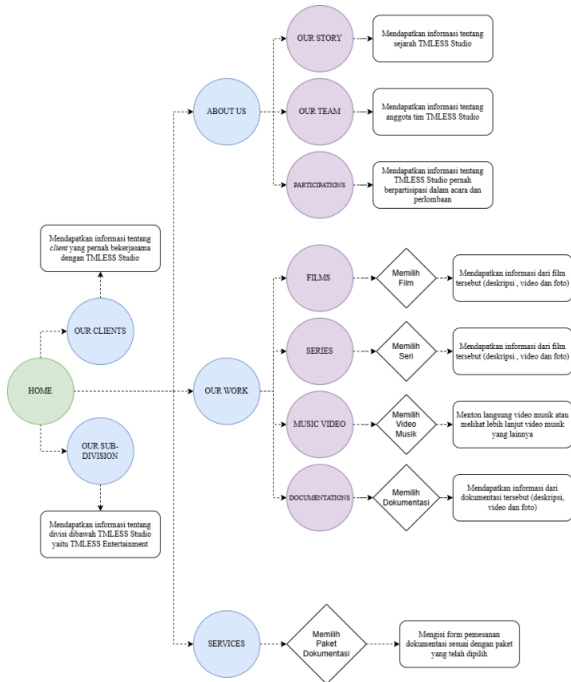 OUR STORY
Mendapatkan informasi tentang
sejarah TMLESS Studio
ABOUT US
OUR TEAM
Mendapatkan informasi tentang
anggota tim TMLESS Studio
PARTICIPATIONS
Mendapatkan informasi tentang
TMLESS Studio pernah
berpartisipasi dalam acara dan
perlombaan
Mendapatkan informasi tentang
client yang pernah bekerjasama
dengan TMLESS Studio
OUR CLIENTS
HOME
OUR SUB-
DIVISION
Mendapatkan informasi tentang
divisi dibawah TMLESS Studio
yaitu TMLESS Entertainment
OUR WORK
FILMS
Memilih
Film
Mendapatkan informasi dari film
tersebut (deskripsi , video dan foto)
SERIES
Memilih
Seri
Mendapatkan informasi dari film
tersebut (deskripsi , video dan foto)
MUSIC VIDEO
Memilih
Video
Musik
Menton langsung video musik atau
melihat lebih lanjut video musik
yang lainnya
DOCUMENTATIONS
Memilih
Dokumentasi
Mendapatkan informasi dari
dokumentasi tersebut (deskripsi,
video dan foto)
SERVICES
Memilih
Paket
Dokumentasi
Mengisi form pemesanan
dokumentasi sesuai dengan paket
yang telah dipilih